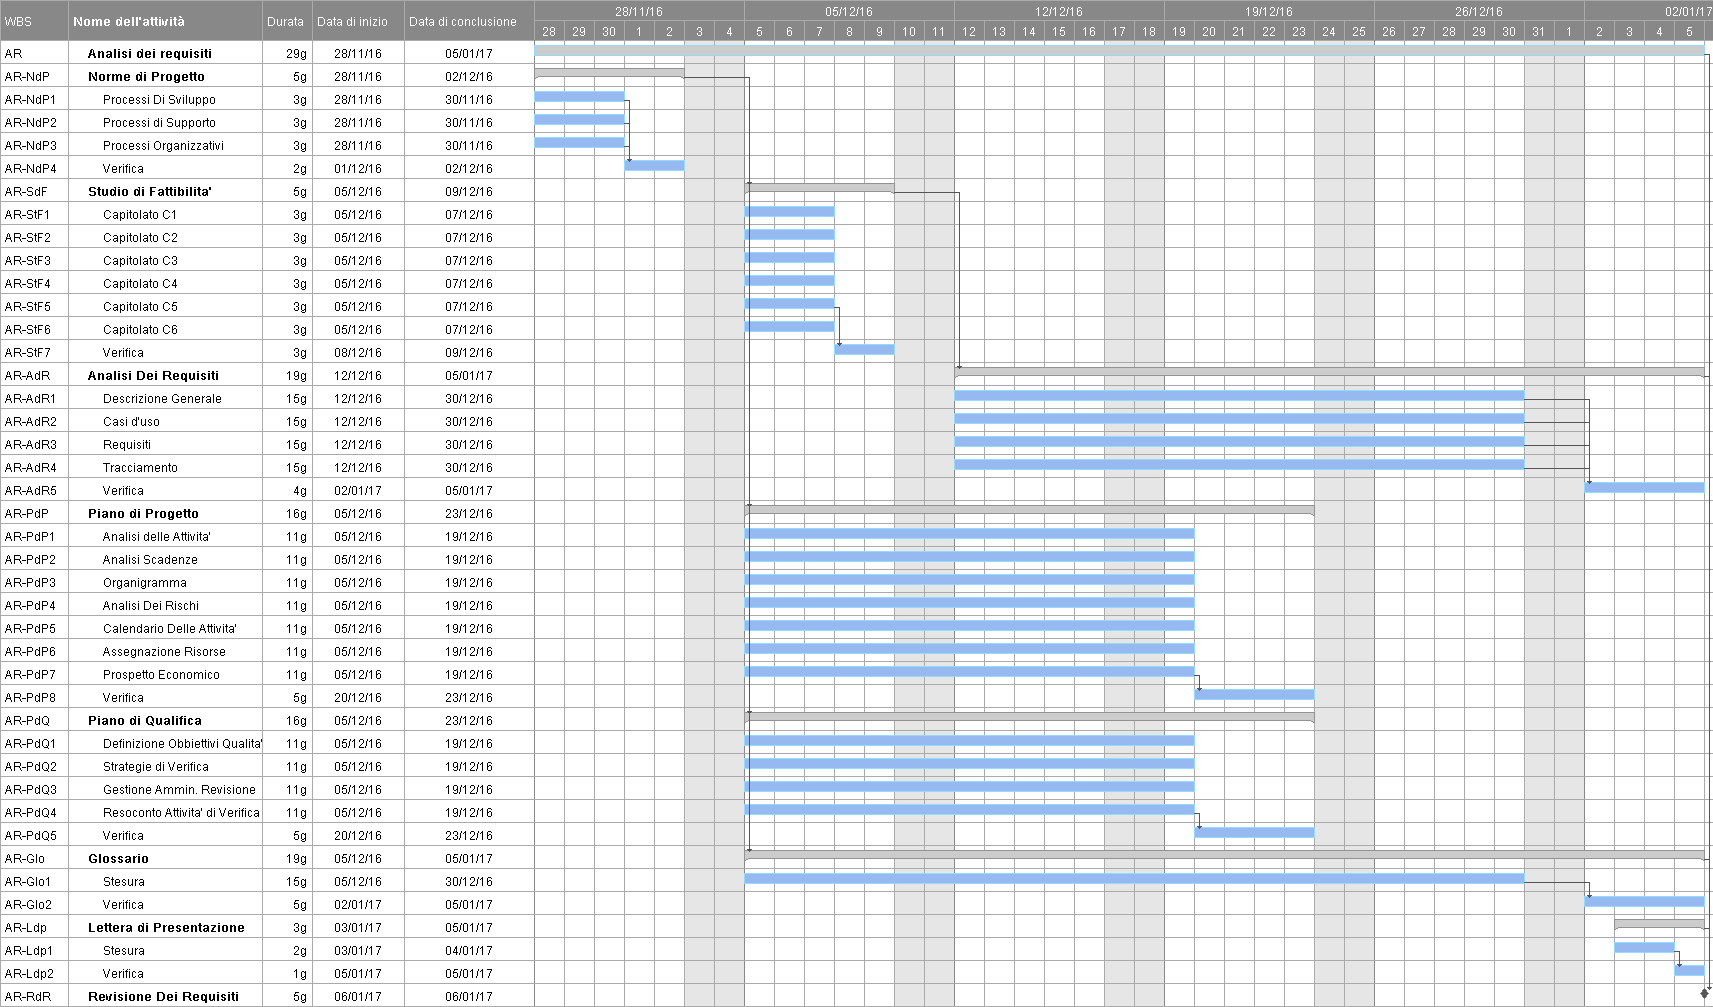 WBS Nome dell'attività Durata Data di inizio Data di conclusione 28/11/16 05/12/16 12/12/16 19/12/16 26/12/16 02/01/17
28 29 30 1 2 3 4 5 6 7 8 9 10 11 12 13 14 15 16 17 18 19 20 21 22 23 24 25 26 27 28 29 30 31 1 2 3 4 5
AR Analisi dei requisiti 29g 28/11/16 05/01/17
AR-NdP Norme di Progetto 5g 28/11/16 02/12/16
AR-NdP1 Processi Di Sviluppo 3g 28/11/16 30/11/16
AR-NdP2 Processi di Supporto 3g 28/11/16 30/11/16
AR-NdP3 Processi Organizzativi 3g 28/11/16 30/11/16
AR-NdP4 Verifica 2g 01/12/16 02/12/16
AR-SdF Studio di Fattibilita' 5g 05/12/16 09/12/16
AR-StF1 Capitolato C1 3g 05/12/16 07/12/16
AR-StF2 Capitolato C2 3g 05/12/16 07/12/16
AR-StF3 Capitolato C3 3g 05/12/16 07/12/16
AR-StF4 Capitolato C4 3g 05/12/16 07/12/16
AR-StF5 Capitolato C5 3g 05/12/16 07/12/16
AR-StF6 Capitolato C6 3g 05/12/16 07/12/16
AR-StF7 Verifica 3g 08/12/16 09/12/16
AR-AdR Analisi Dei Requisiti 19g 12/12/16 05/01/17
AR-AdR1 Descrizione Generale 15g 12/12/16 30/12/16
AR-AdR2 Casi d'uso 15g 12/12/16 30/12/16
AR-AdR3 Requisiti 15g 12/12/16 30/12/16
AR-AdR4 Tracciamento 15g 12/12/16 30/12/16
AR-AdR5 Verifica 4g 02/01/17 05/01/17
AR-PdP Piano di Progetto 16g 05/12/16 23/12/16
AR-PdP1 Analisi delle Attivita' 11g 05/12/16 19/12/16
AR-PdP2 Analisi Scadenze 11g 05/12/16 19/12/16
AR-PdP3 Organigramma 11g 05/12/16 19/12/16
AR-PdP4 Analisi Dei Rischi 11g 05/12/16 19/12/16
AR-PdP5 Calendario Delle Attivita' 11g 05/12/16 19/12/16
AR-PdP6 Assegnazione Risorse 11g 05/12/16 19/12/16
AR-PdP7 Prospetto Economico 11g 05/12/16 19/12/16
AR-PdP8 Verifica 5g 20/12/16 23/12/16
AR-PdQ Piano di Qualifica 16g 05/12/16 23/12/16
AR-PdQ1 Definizione Obbiettivi Qualita' 11g 05/12/16 19/12/16
AR-PdQ2 Strategie di Verifica 11g 05/12/16 19/12/16
AR-PdQ3 Gestione Ammin. Revisione 11g 05/12/16 19/12/16
AR-PdQ4 Resoconto Attivita' di Verifica 11g 05/12/16 19/12/16
AR-PdQ5 Verifica 5g 20/12/16 23/12/16
AR-Glo Glossario 19g 05/12/16 05/01/17
AR-Glo1 Stesura 15g 05/12/16 30/12/16
AR-Glo2 Verifica 5g 02/01/17 05/01/17
AR-Ldp Lettera di Presentazione 3g 03/01/17 05/01/17
AR-Ldp1 Stesura 2g 03/01/17 04/01/17
AR-Ldp2 Verifica 1g 05/01/17 05/01/17
AR-RdR Revisione Dei Requisiti 5g 06/01/17 06/01/17